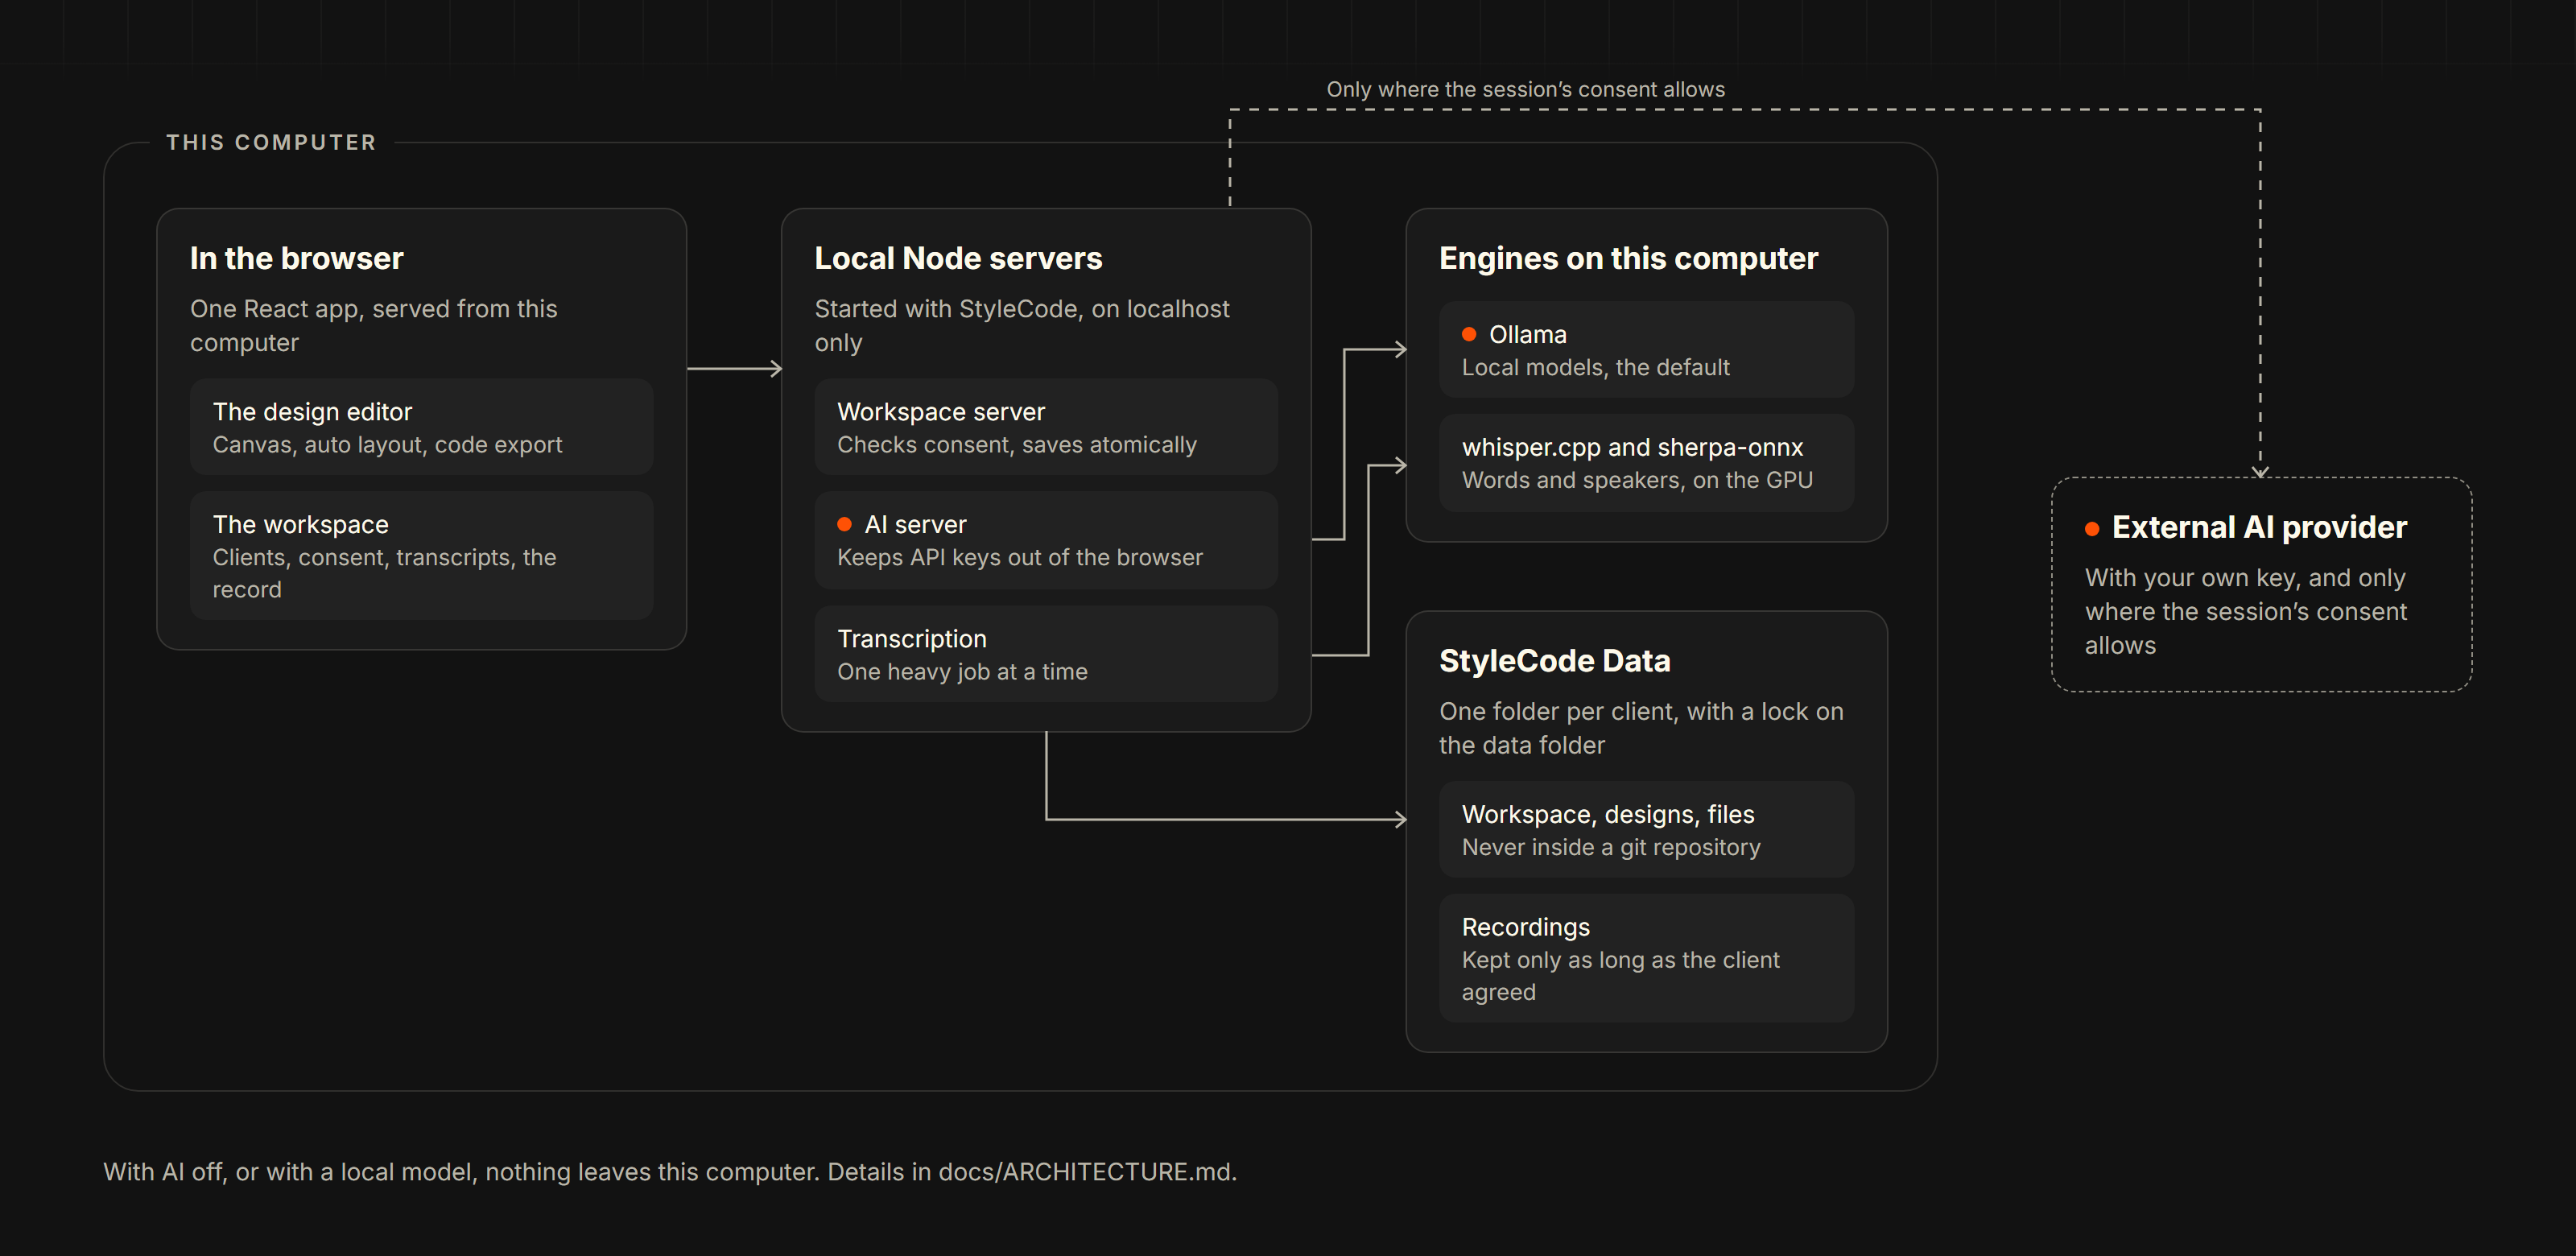 Only where the session’s consent allows
THIS COMPUTER
In the browser
One React app, served from this
computer
The design editor
Canvas, auto layout, code export
The workspace
Clients, consent, transcripts, the
record
Local Node servers
Started with StyleCode, on localhost
only
Workspace server
Checks consent, saves atomically
AI server
Keeps API keys out of the browser
Transcription
One heavy job at a time
Engines on this computer
Ollama
Local models, the default
whisper.cpp and sherpa-onnx
Words and speakers, on the GPU
StyleCode Data
One folder per client, with a lock on
the data folder
Workspace, designs, files
Never inside a git repository
Recordings
Kept only as long as the client
agreed
External AI provider
With your own key, and only
where the session’s consent
allows
With AI off, or with a local model, nothing leaves this computer. Details in docs/ARCHITECTURE.md.